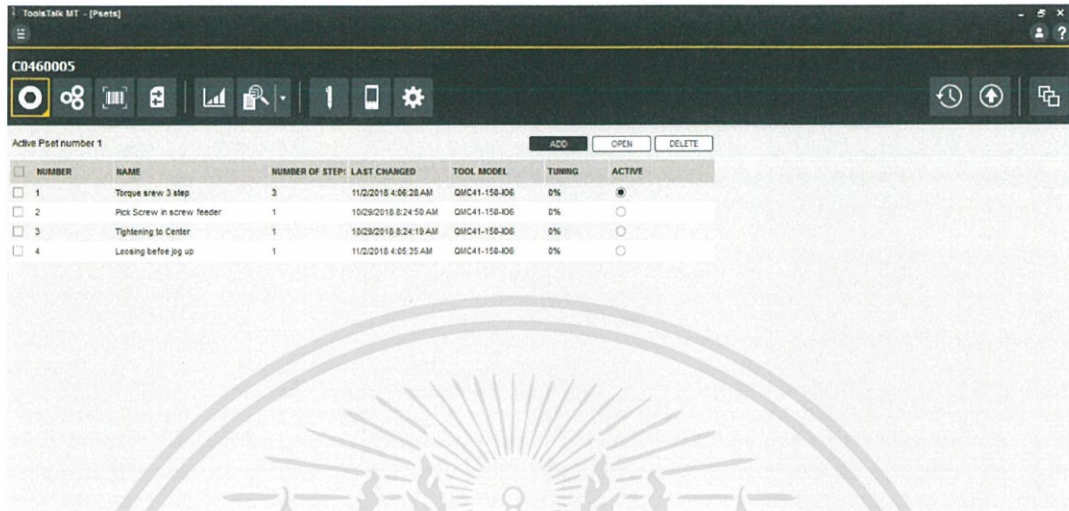 ToolsTalk MT - [Psets]
C0460005
Active Pset number 1 ADD OPEN DELETE
NUMBER NAME NUMBER OF STEPS LAST CHANGED TOOL MODEL TUNING ACTIVE
1 Torque srew 3 step 3 11/2/2018 4:06:28 AM QMC41-150-I06 0%
2 Pick Screw in screw feeder 1 10/29/2018 8:24:50 AM QMC41-150-I06 0%
3 Tightening to Center 1 10/29/2018 8:24:19 AM QMC41-150-I06 0%
4 Loosing befoe jog up 1 11/2/2018 4:05:35 AM QMC41-150-I06 0%